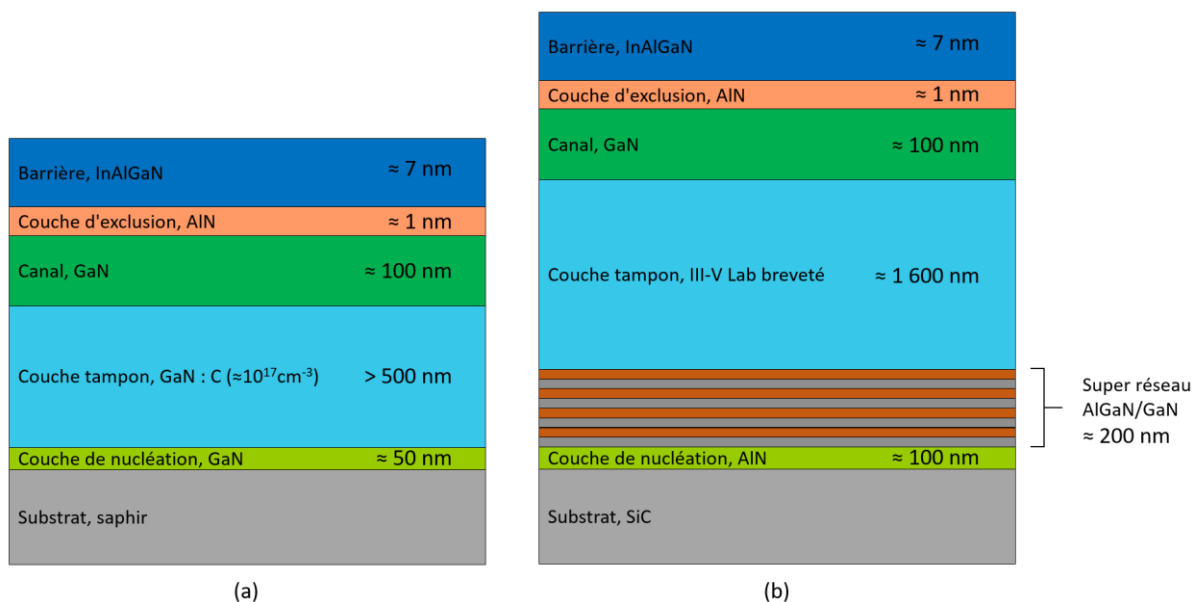 Barrière, InAlGaN ≈ 7 nm
Couche d'exclusion, AlN ≈ 1 nm
Canal, GaN ≈ 100 nm
Couche tampon, GaN : C (≈10¹⁷cm⁻³) > 500 nm
Couche de nucléation, GaN ≈ 50 nm
Substrat, saphir
(a)
Barrière, InAlGaN ≈ 7 nm
Couche d'exclusion, AlN ≈ 1 nm
Canal, GaN ≈ 100 nm
Couche tampon, III-V Lab breveté ≈ 1 600 nm
Super réseau
AlGaN/GaN
≈ 200 nm
Couche de nucléation, AlN ≈ 100 nm
Substrat, SiC
(b)